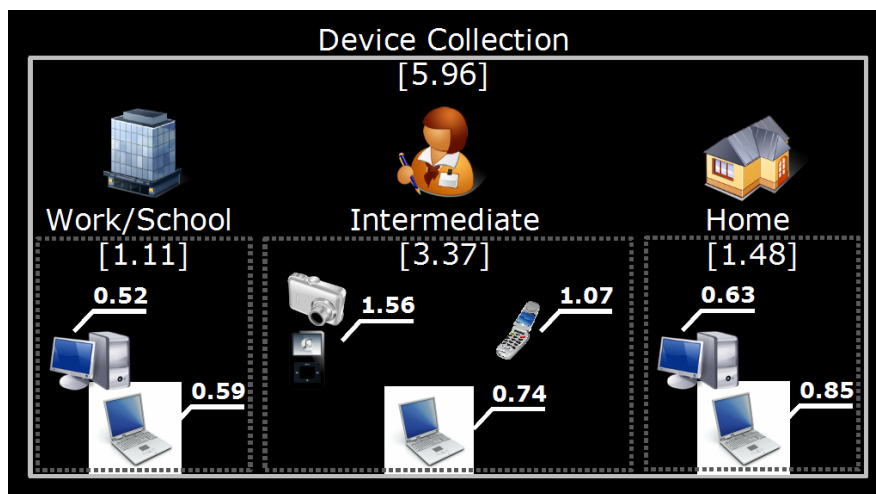 Device Collection
[5.96]
Work/School
Intermediate
Home
[1.11]
[3.37]
[1.48]
0.52
1.56
1.07
0.63
0.59
0.74
0.85